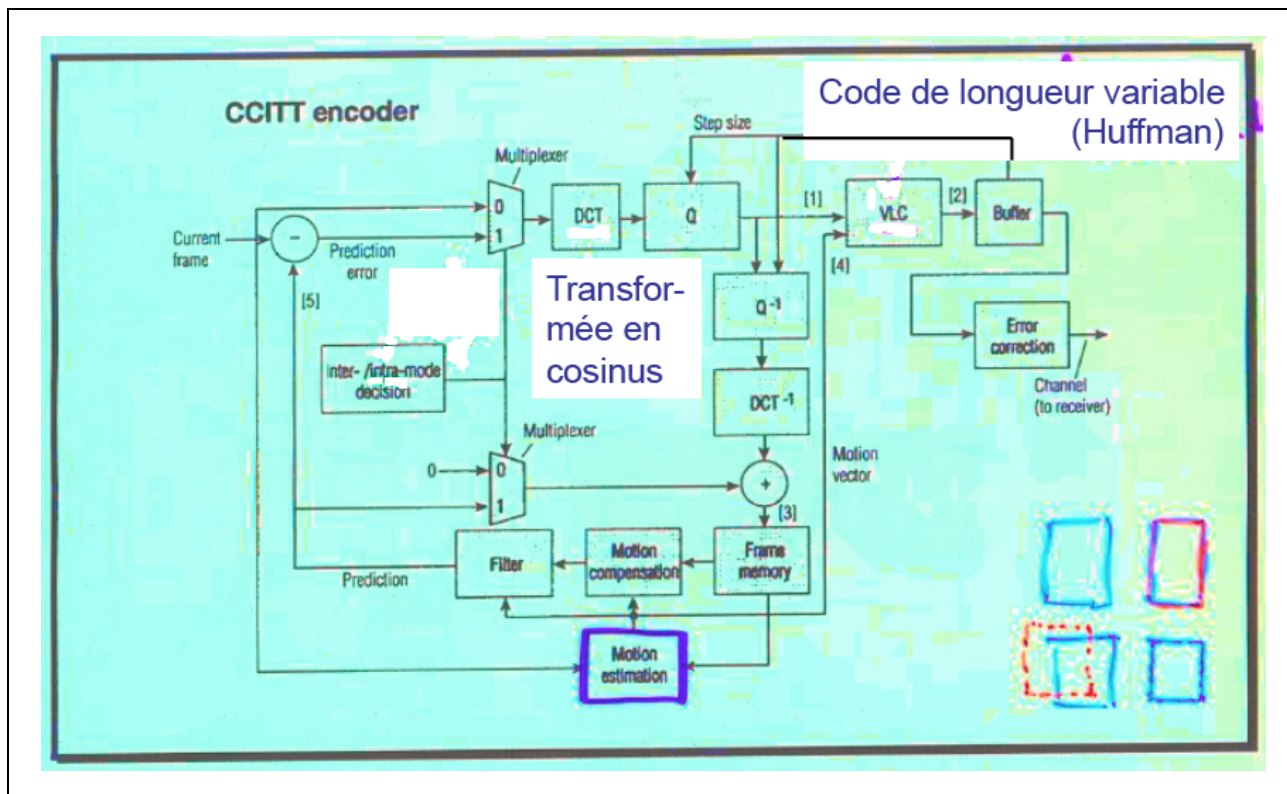 CCITT encoder
Code de longueur variable
(Huffman)
Step size
Multiplexer
0
1
DCT
Q
[1]
VLC
[2]
Buffer
Current
frame
-
Prediction
error
[4]
[5]
Transfor-
mée en
cosinus
Q-1
Error
correction
Inter- /intra-mode
decision
DCT-1
Channel
(to receiver)
Multiplexer
0
0
1
+
Motion
vector
[3]
Filter
Motion
compensation
Frame
memory
Prediction
Motion
estimation